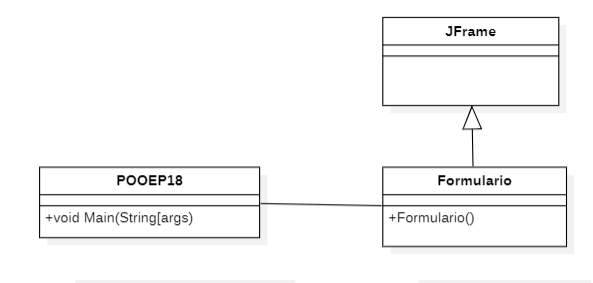 JFrame
POOEP18
+void Main(String[args)
Formulario
+Formulario()